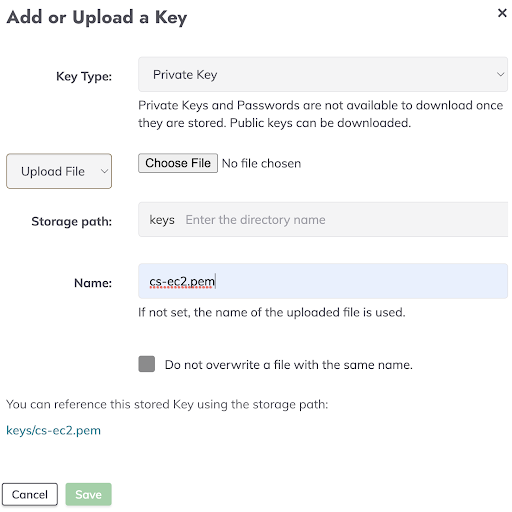 Add or Upload a Key ×
Key Type: Private Key
Private Keys and Passwords are not available to download once
they are stored. Public keys can be downloaded.
Upload File Choose File No file chosen
Storage path: keys Enter the directory name
Name: cs-ec2.pem
If not set, the name of the uploaded file is used.
Do not overwrite a file with the same name.
You can reference this stored Key using the storage path:
keys/cs-ec2.pem
Cancel Save